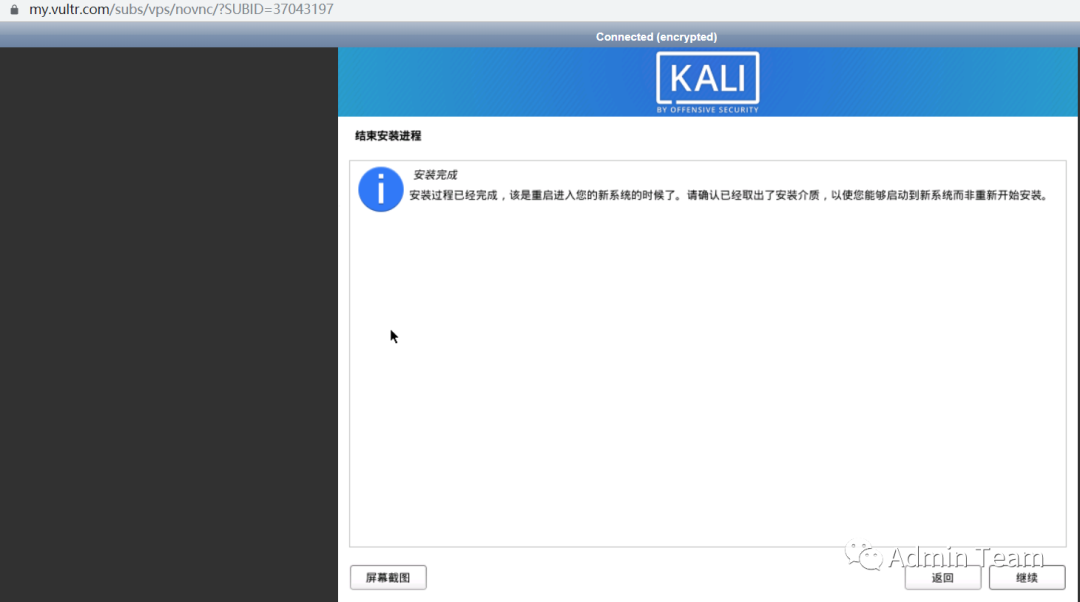 my.vultr.com/subs/vps/novnc/?SUBID=37043197
Connected (encrypted)
KALI
BY OFFENSIVE SECURITY
结束安装进程
安装完成
安装过程已经完成，该是重启进入您的新系统的时候了。请确认已经取出了安装介质，以使您能够启动到新系统而非重新开始安装。
Admin Team
屏幕截图
返回
继续